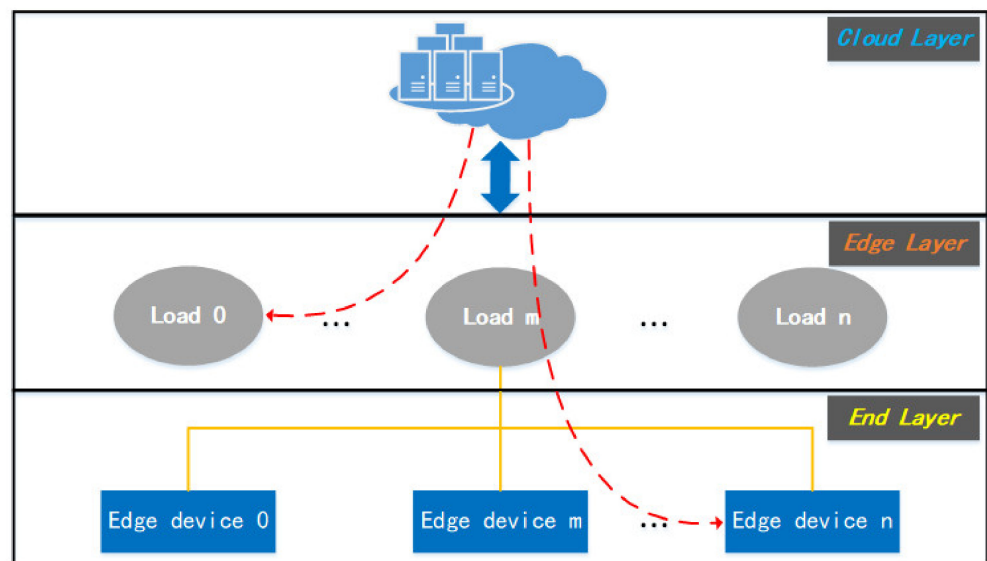 Cloud Layer
Edge Layer
Load 0
...
Load m
...
Load n
End Layer
Edge device 0
Edge device m
...
Edge device n